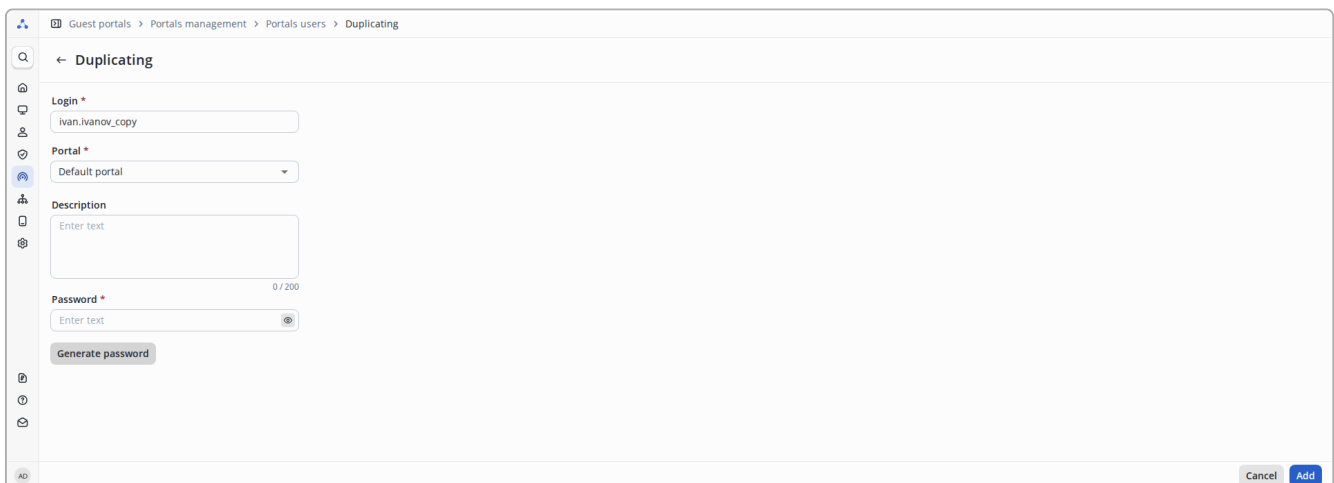 Guest portals > Portals management > Portals users > Duplicating
← Duplicating
Login *
ivan.ivanov_copy
Portal *
Default portal
Description
Enter text
0 / 200
Password *
Enter text
Generate password
AD
Cancel Add